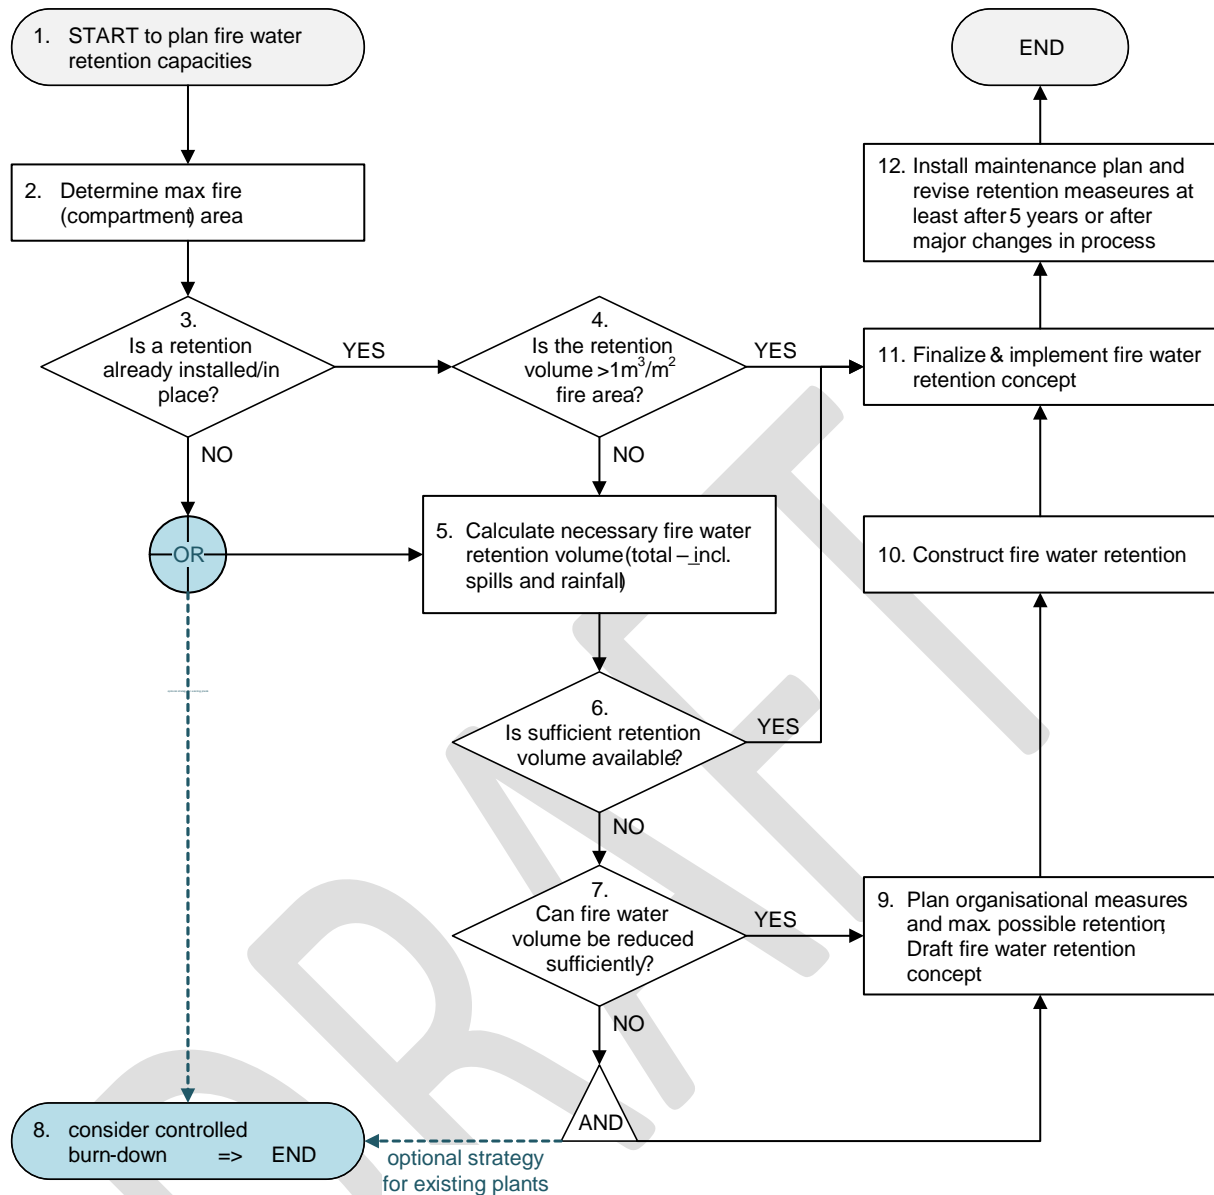 1. START to plan fire water
retention capacities
END
2. Determine max fire
(compartment) area
12. Install maintenance plan and
revise retention measeures at
least after 5 years or after
major changes in process
3.
Is a retention
already installed/in
place?
YES
4.
Is the retention
volume >1m³/m²
fire area?
YES
11. Finalize & implement fire water
retention concept
NO
NO
OR
5. Calculate necessary fire water
retention volume (total – incl.
spills and rainfall)
10. Construct fire water retention
6.
Is sufficient retention
volume available?
YES
NO
7.
Can fire water
volume be reduced
sufficiently?
YES
9. Plan organisational measures
and max. possible retention;
Draft fire water retention
concept
NO
AND
8. consider controlled
burn-down => END
optional strategy
for existing plants
DRAFT